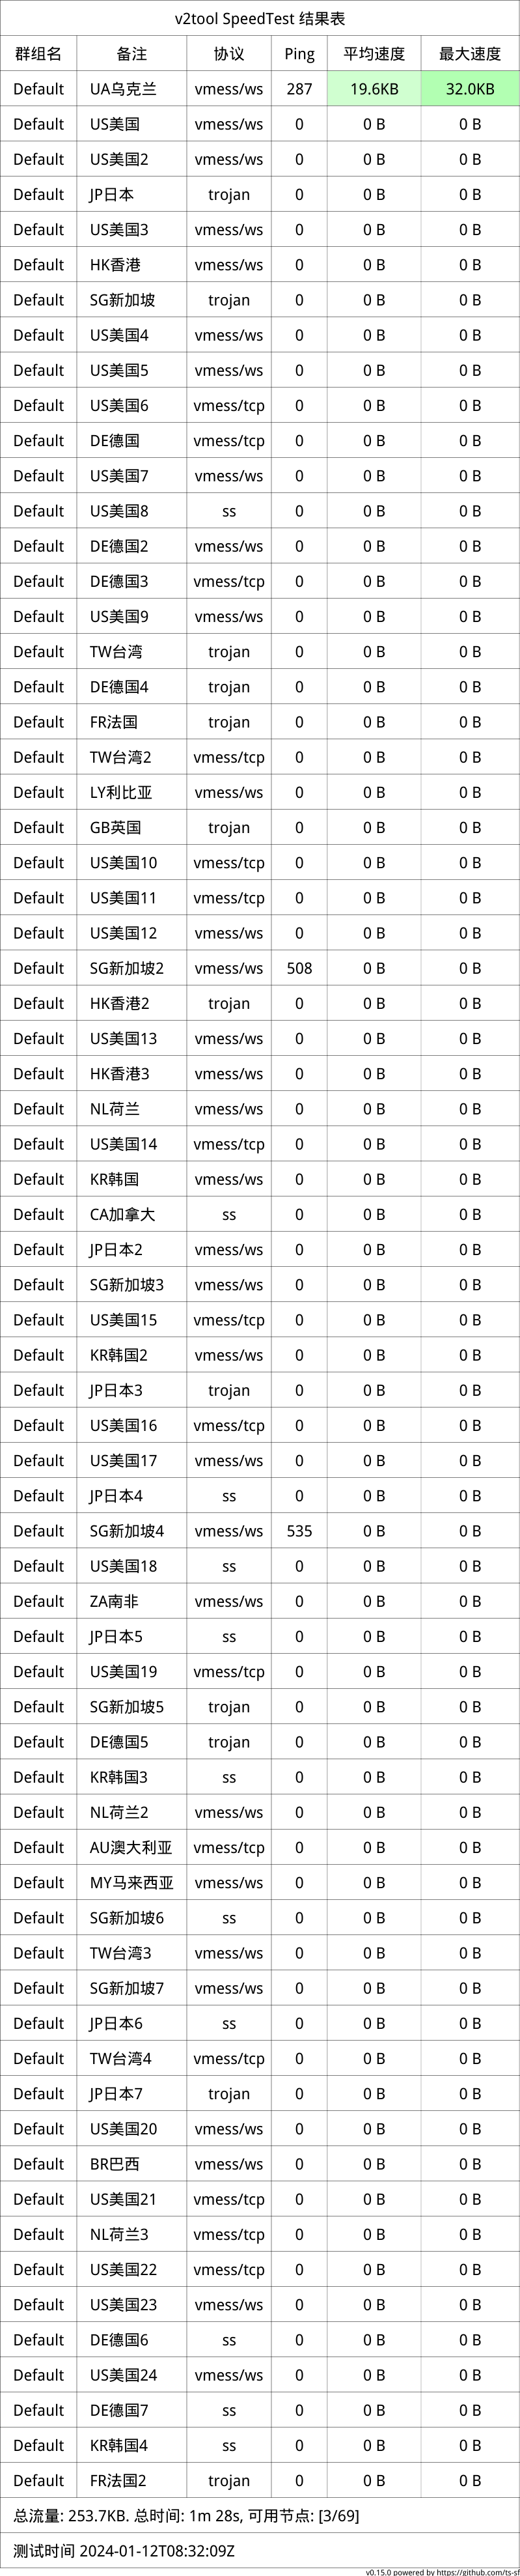 v2tool SpeedTest 结果表
群组名 备注 协议 Ping 平均速度 最大速度
Default UA乌克兰 vmess/ws 287 19.6KB 32.0KB
Default US美国 vmess/ws 0 0 B 0 B
Default US美国2 vmess/ws 0 0 B 0 B
Default JP日本 trojan 0 0 B 0 B
Default US美国3 vmess/ws 0 0 B 0 B
Default HK香港 vmess/ws 0 0 B 0 B
Default SG新加坡 trojan 0 0 B 0 B
Default US美国4 vmess/ws 0 0 B 0 B
Default US美国5 vmess/ws 0 0 B 0 B
Default US美国6 vmess/tcp 0 0 B 0 B
Default DE德国 vmess/tcp 0 0 B 0 B
Default US美国7 vmess/ws 0 0 B 0 B
Default US美国8 ss 0 0 B 0 B
Default DE德国2 vmess/ws 0 0 B 0 B
Default DE德国3 vmess/tcp 0 0 B 0 B
Default US美国9 vmess/ws 0 0 B 0 B
Default TW台湾 trojan 0 0 B 0 B
Default DE德国4 trojan 0 0 B 0 B
Default FR法国 trojan 0 0 B 0 B
Default TW台湾2 vmess/tcp 0 0 B 0 B
Default LY利比亚 vmess/ws 0 0 B 0 B
Default GB英国 trojan 0 0 B 0 B
Default US美国10 vmess/tcp 0 0 B 0 B
Default US美国11 vmess/tcp 0 0 B 0 B
Default US美国12 vmess/ws 0 0 B 0 B
Default SG新加坡2 vmess/ws 508 0 B 0 B
Default HK香港2 trojan 0 0 B 0 B
Default US美国13 vmess/ws 0 0 B 0 B
Default HK香港3 vmess/ws 0 0 B 0 B
Default NL荷兰 vmess/ws 0 0 B 0 B
Default US美国14 vmess/tcp 0 0 B 0 B
Default KR韩国 vmess/ws 0 0 B 0 B
Default CA加拿大 ss 0 0 B 0 B
Default JP日本2 vmess/ws 0 0 B 0 B
Default SG新加坡3 vmess/ws 0 0 B 0 B
Default US美国15 vmess/tcp 0 0 B 0 B
Default KR韩国2 vmess/ws 0 0 B 0 B
Default JP日本3 trojan 0 0 B 0 B
Default US美国16 vmess/tcp 0 0 B 0 B
Default US美国17 vmess/ws 0 0 B 0 B
Default JP日本4 ss 0 0 B 0 B
Default SG新加坡4 vmess/ws 535 0 B 0 B
Default US美国18 ss 0 0 B 0 B
Default ZA南非 vmess/ws 0 0 B 0 B
Default JP日本5 ss 0 0 B 0 B
Default US美国19 vmess/tcp 0 0 B 0 B
Default SG新加坡5 trojan 0 0 B 0 B
Default DE德国5 trojan 0 0 B 0 B
Default KR韩国3 ss 0 0 B 0 B
Default NL荷兰2 vmess/ws 0 0 B 0 B
Default AU澳大利亚 vmess/tcp 0 0 B 0 B
Default MY马来西亚 vmess/ws 0 0 B 0 B
Default SG新加坡6 ss 0 0 B 0 B
Default TW台湾3 vmess/ws 0 0 B 0 B
Default SG新加坡7 vmess/ws 0 0 B 0 B
Default JP日本6 ss 0 0 B 0 B
Default TW台湾4 vmess/tcp 0 0 B 0 B
Default JP日本7 trojan 0 0 B 0 B
Default US美国20 vmess/ws 0 0 B 0 B
Default BR巴西 vmess/ws 0 0 B 0 B
Default US美国21 vmess/tcp 0 0 B 0 B
Default NL荷兰3 vmess/tcp 0 0 B 0 B
Default US美国22 vmess/tcp 0 0 B 0 B
Default US美国23 vmess/ws 0 0 B 0 B
Default DE德国6 ss 0 0 B 0 B
Default US美国24 vmess/ws 0 0 B 0 B
Default DE德国7 ss 0 0 B 0 B
Default KR韩国4 ss 0 0 B 0 B
Default FR法国2 trojan 0 0 B 0 B
总流量: 253.7KB. 总时间: 1m 28s, 可用节点: [3/69]
测试时间 2024-01-12T08:32:09Z
v0.15.0 powered by https://github.com/ts-sf